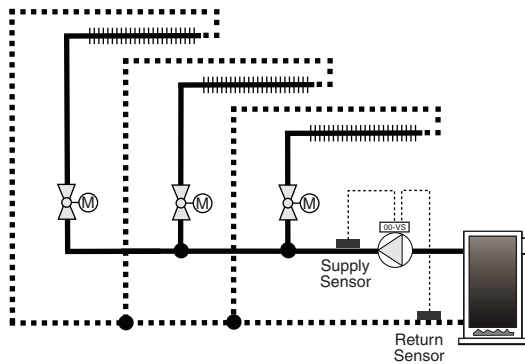 M
M
M
00-VS
Supply
Sensor
Return
Sensor